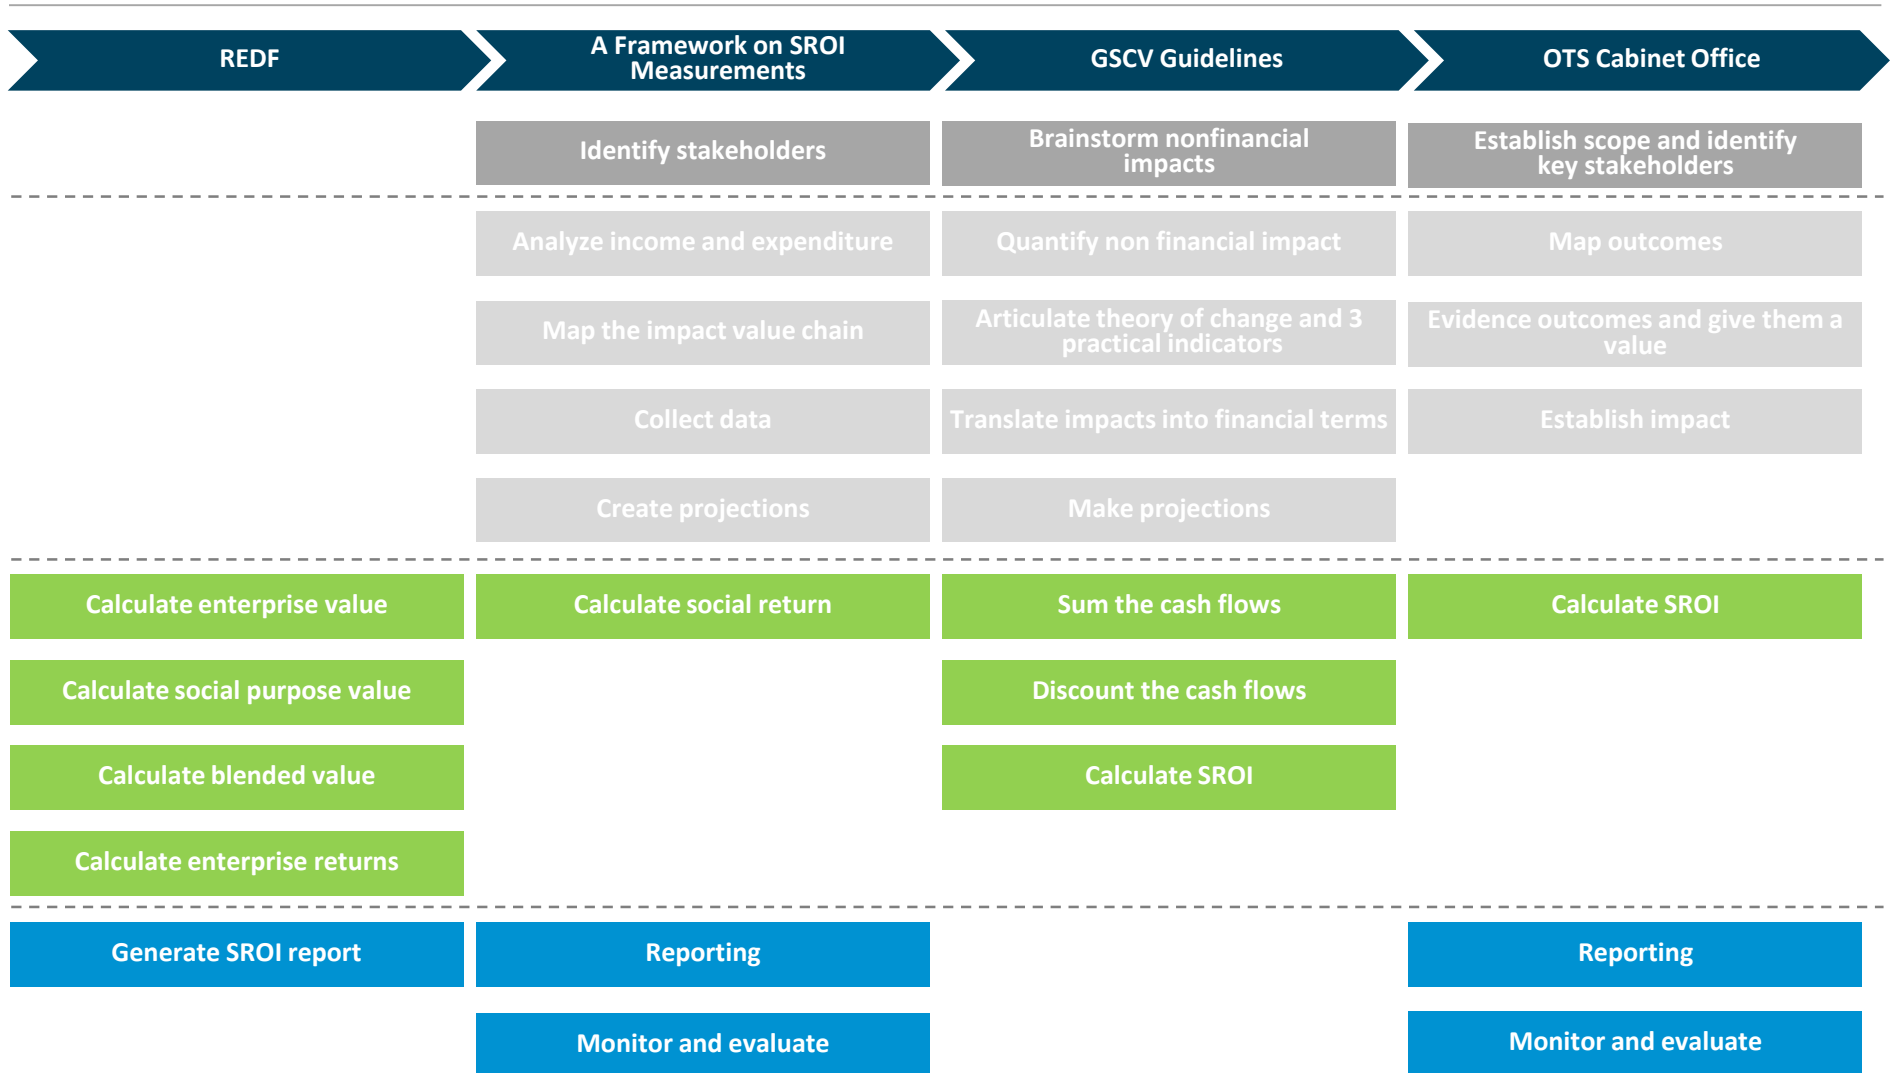 REDF
A Framework on SROI
Measurements
GSCV Guidelines
OTS Cabinet Office
Identify stakeholders
Brainstorm nonfinancial
impacts
Establish scope and identify
key stakeholders
Analyze income and expenditure
Quantify non financial impact
Map outcomes
Map the impact value chain
Articulate theory of change and 3
practical indicators
Evidence outcomes and give them a
value
Collect data
Translate impacts into financial terms
Establish impact
Create projections
Make projections
Calculate enterprise value
Calculate social return
Sum the cash flows
Calculate SROI
Calculate social purpose value
Discount the cash flows
Calculate blended value
Calculate SROI
Calculate enterprise returns
Generate SROI report
Reporting
Reporting
Monitor and evaluate
Monitor and evaluate